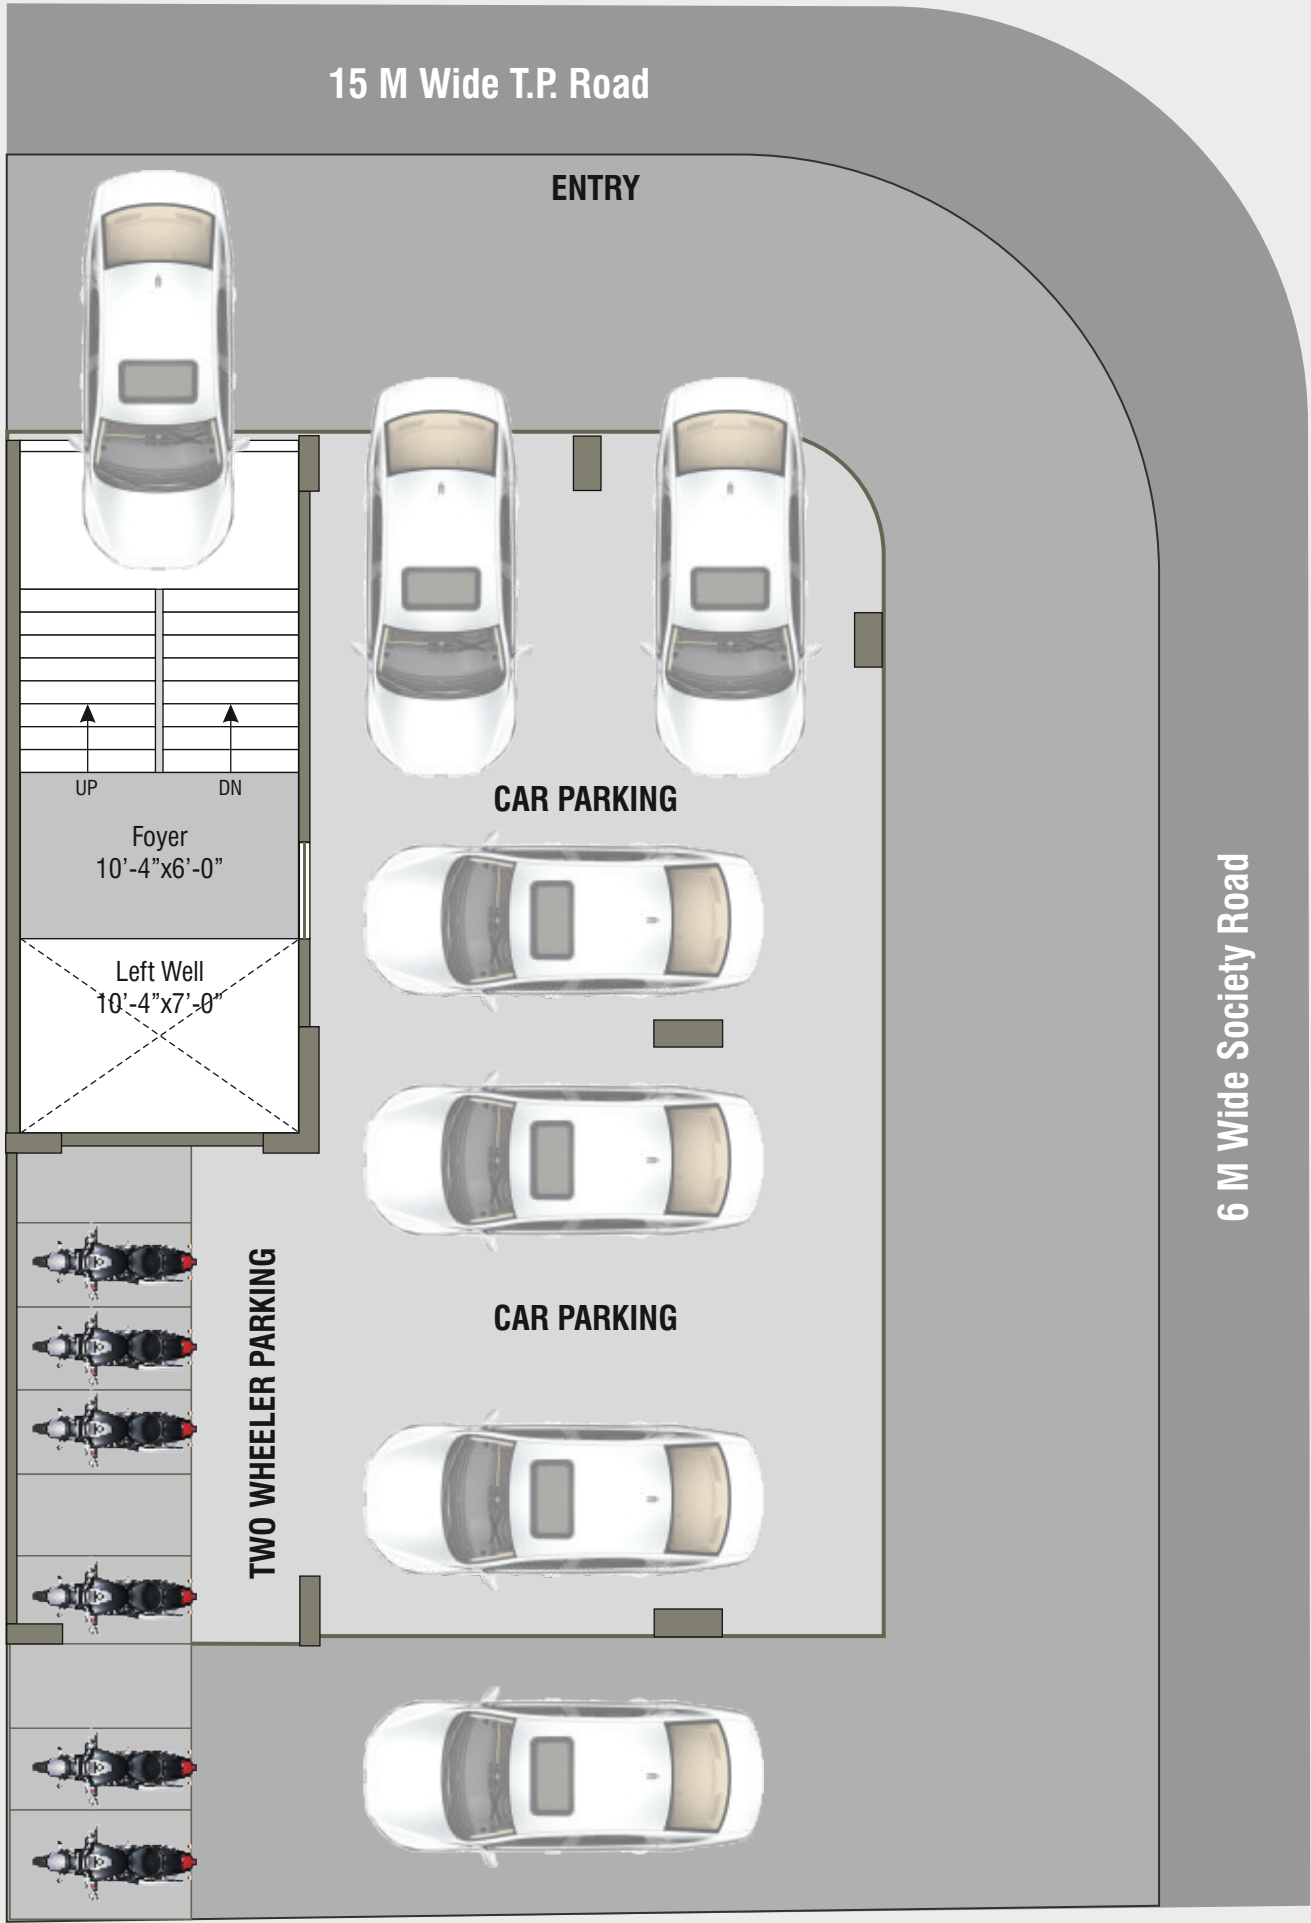 15 M Wide T.P. Road
ENTRY
UP
DN
CAR PARKING
Foyer
10’-4”x6’-0”
Left Well
10’-4”x7’-0”
6 M Wide Society Road
TWO WHEELER PARKING
CAR PARKING